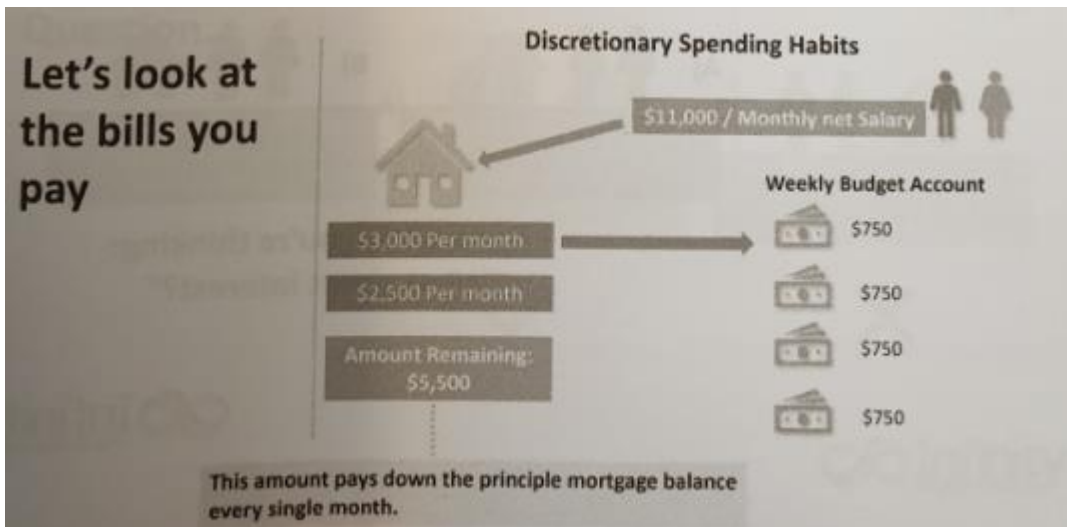 Let's look at
the bills you
pay
Discretionary Spending Habits
$11,000 / Monthly net Salary
Weekly Budget Account
$3,000 Per month
$2,500 Per month
Amount Remaining:
$5,500
$750
$750
$750
$750
This amount pays down the principle mortgage balance
every single month.